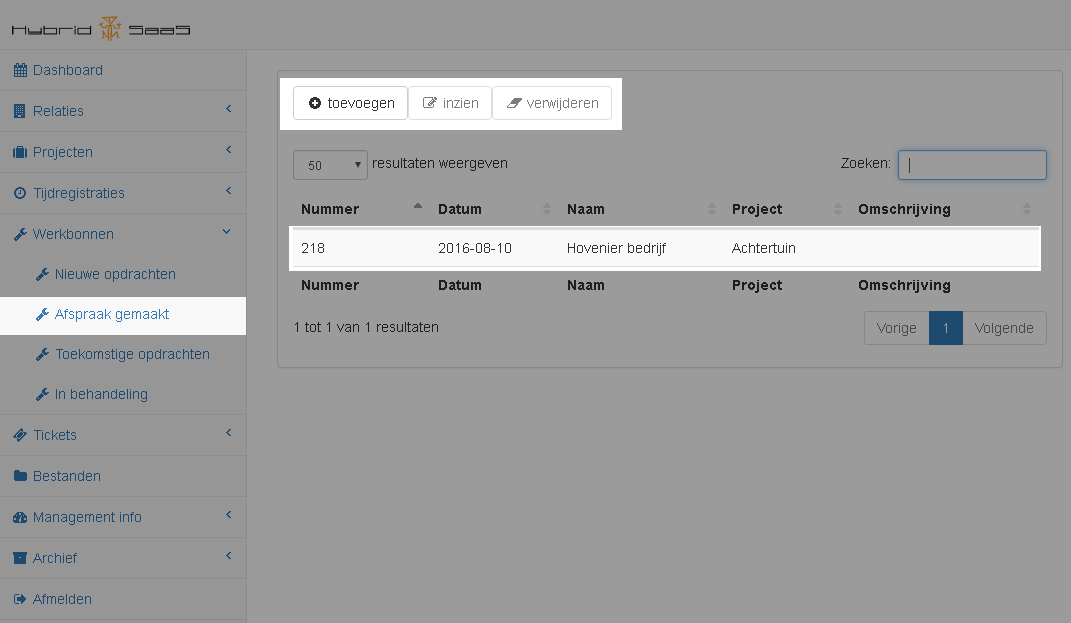 Hybrid SaaS
Dashboard
Relaties
Projecten
Tijdregistraties
Werkbonnen
Nieuwe opdrachten
Afspraak gemaakt
Toekomstige opdrachten
In behandeling
Tickets
Bestanden
Management info
Archief
Afmelden
toevoegen inzien verwijderen
50 resultaten weergeven Zoeken:
Nummer Datum Naam Project Omschrijving
218 2016-08-10 Hovenier bedrijf Achtertuin
Nummer Datum Naam Project Omschrijving
1 tot 1 van 1 resultaten Vorige 1 Volgende